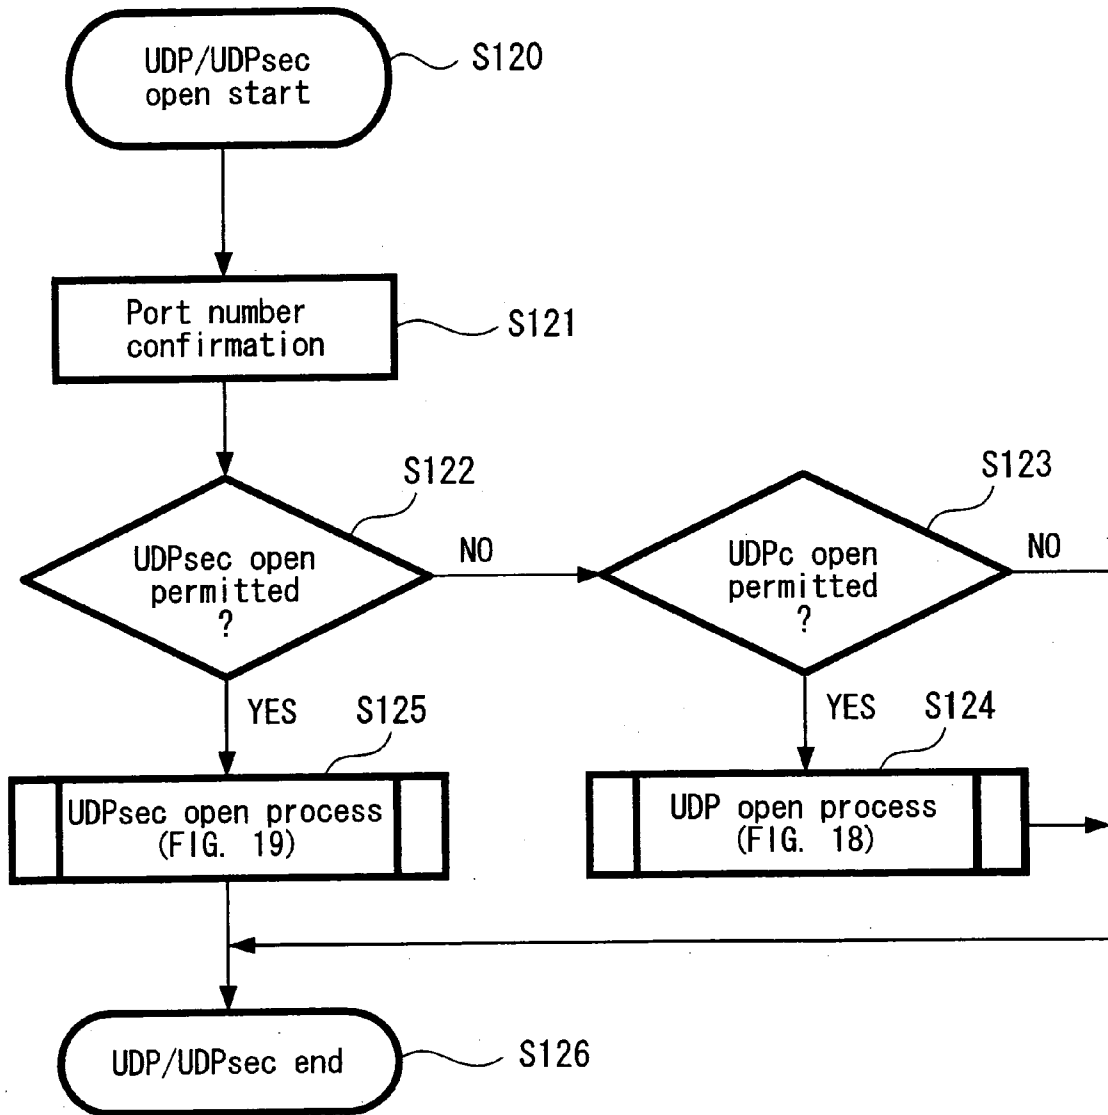 UDP/UDPsec
open start
S120
Port number
confirmation
S121
S122
UDPsec open
permitted
?
NO
S123
UDPc open
permitted
?
NO
YES
S125
YES
S124
UDPsec open process
(FIG. 19)
UDP open process
(FIG. 18)
UDP/UDPsec end
S126